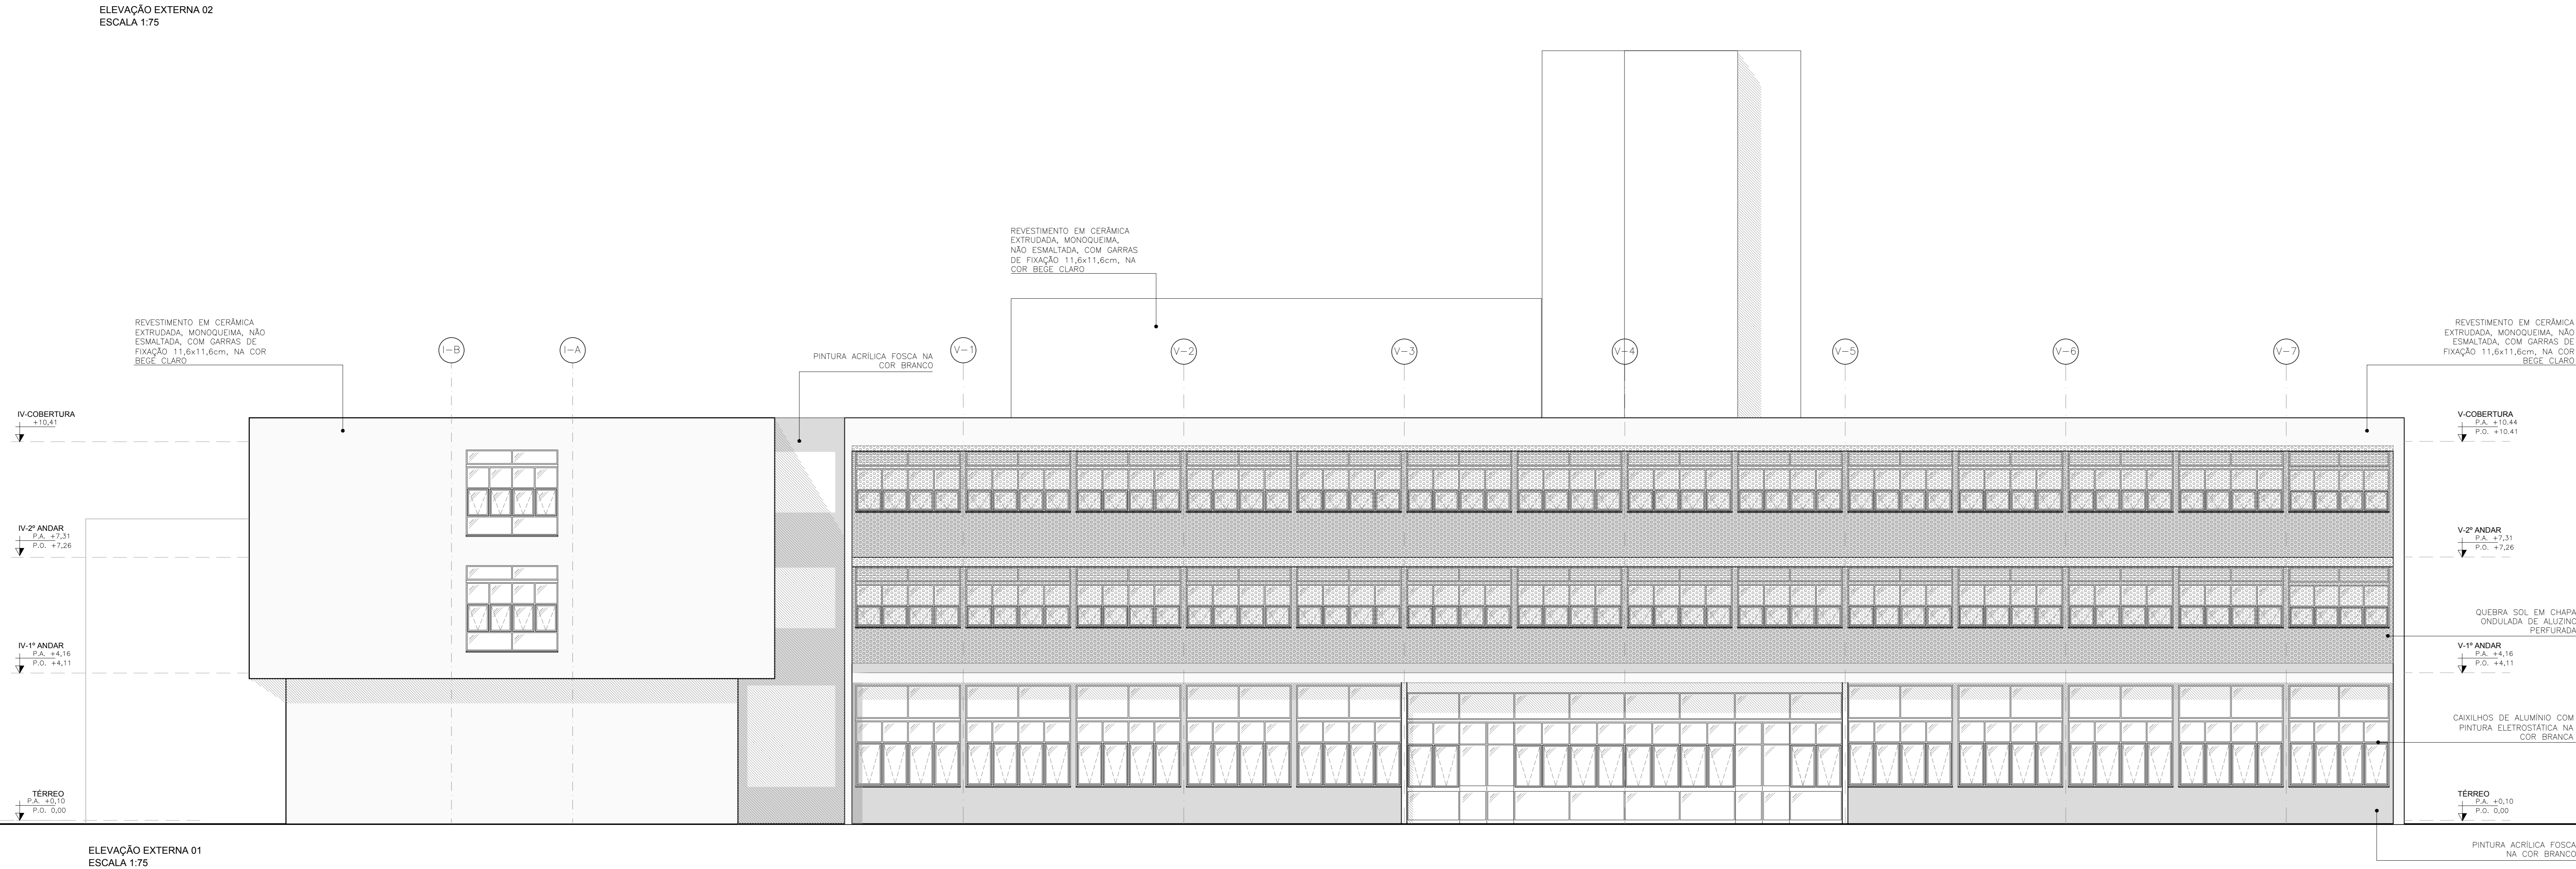 ELEVAÇÃO EXTERNA 02
ESCALA 1:75
REVESTIMENTO EM CERÂMICA
EXTRUDADA, MONOQUEIMA,
NÃO ESMALTADA, COM GARRAS
DE FIXAÇÃO 11,6x11,6cm, NA
COR BEGE CLARO
REVESTIMENTO EM CERÂMICA
EXTRUDADA, MONOQUEIMA, NÃO
ESMALTADA, COM GARRAS DE
FIXAÇÃO 11,6x11,6cm, NA COR
BEGE CLARO
I-B
I-A
PINTURA ACRÍLICA FOSCA NA
COR BRANCO
V-1
V-2
V-3
V-4
V-5
V-6
V-7
REVESTIMENTO EM CERÂMICA
EXTRUDADA, MONOQUEIMA, NÃO
ESMALTADA, COM GARRAS DE
FIXAÇÃO 11,6x11,6cm, NA COR
BEGE CLARO
IV-COBERTURA
+10,41
IV-2º ANDAR
P.A. +7,31
P.O. +7,26
IV-1º ANDAR
P.A. +4,16
P.O. +4,11
TÉRREO
P.A. +0,10
P.O. 0,00
V-COBERTURA
P.A. +10.44
P.O. +10.41
V-2º ANDAR
P.A. +7,31
P.O. +7,26
QUEBRA SOL EM CHAPA
ONDULADA DE ALUZINC
PERFURADA
V-1º ANDAR
P.A. +4,16
P.O. +4,11
CAIXILHOS DE ALUMÍNIO COM
PINTURA ELETROSTÁTICA NA
COR BRANCA
TÉRREO
P.A. +0,10
P.O. 0,00
PINTURA ACRÍLICA FOSCA
NA COR BRANCO
ELEVAÇÃO EXTERNA 01
ESCALA 1:75